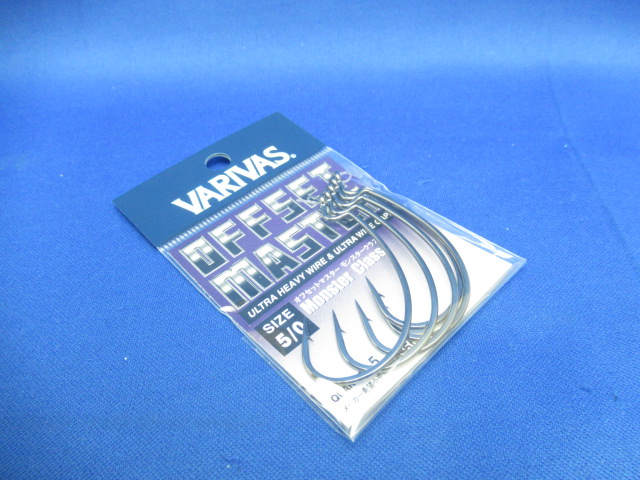 VARIVAS®
OFFSET
MASTER
ULTRA HEAVY WIRE & ULTRA WIDE GAP
オフセットマスター モンスタークラス
Monster Class
SIZE
5/0
5